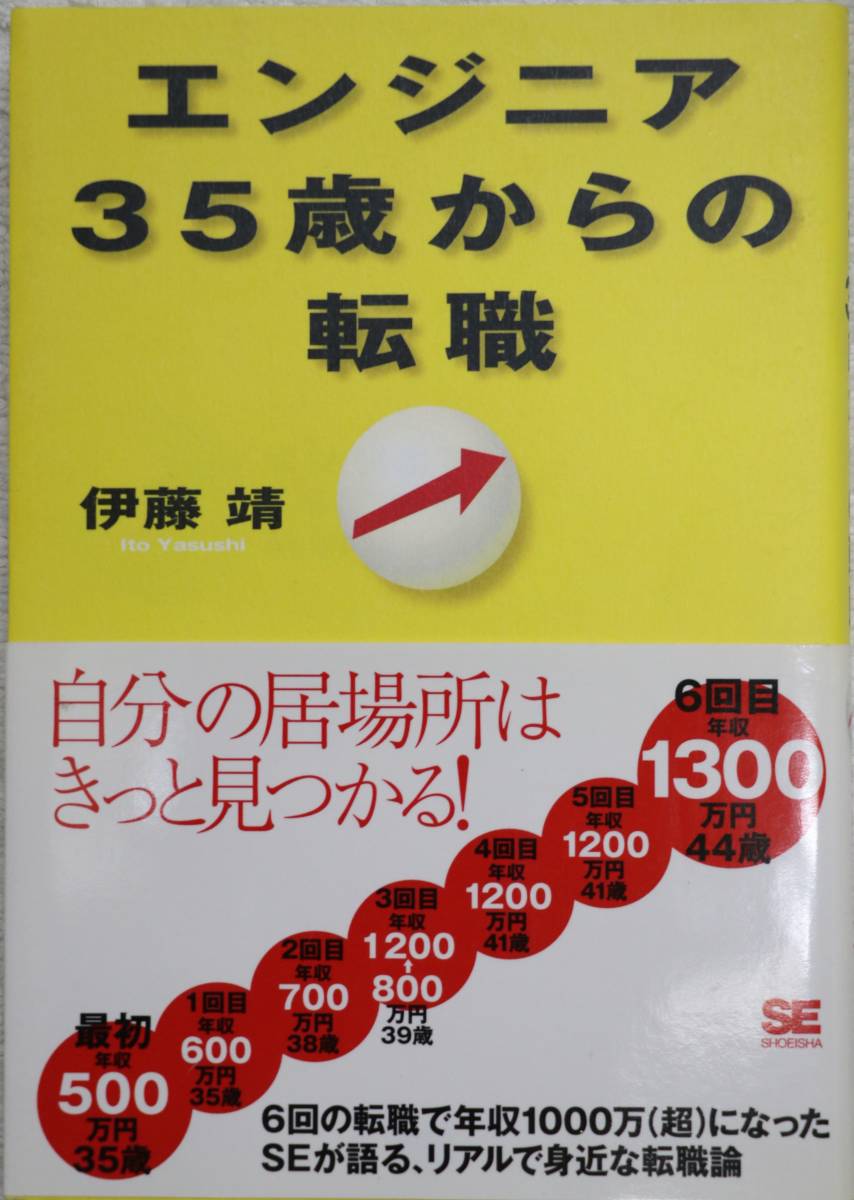 エンジニア
35歳からの
転職
伊藤 靖
Ito Yasushi
自分の居場所は
きっと見つかる!
最初
年収
500
万円
35歳
1回目
年収
600
万円
35歳
2回目
年収
700
万円
38歳
3回目
年収
1200
↑
800
万円
39歳
4回目
年収
1200
万円
41歳
5回目
年収
1200
万円
41歳
6回目
年収
1300
万円
44歳
SE
SHOEISHA
6回の転職で年収1000万(超)になった
SEが語る、リアルで身近な転職論